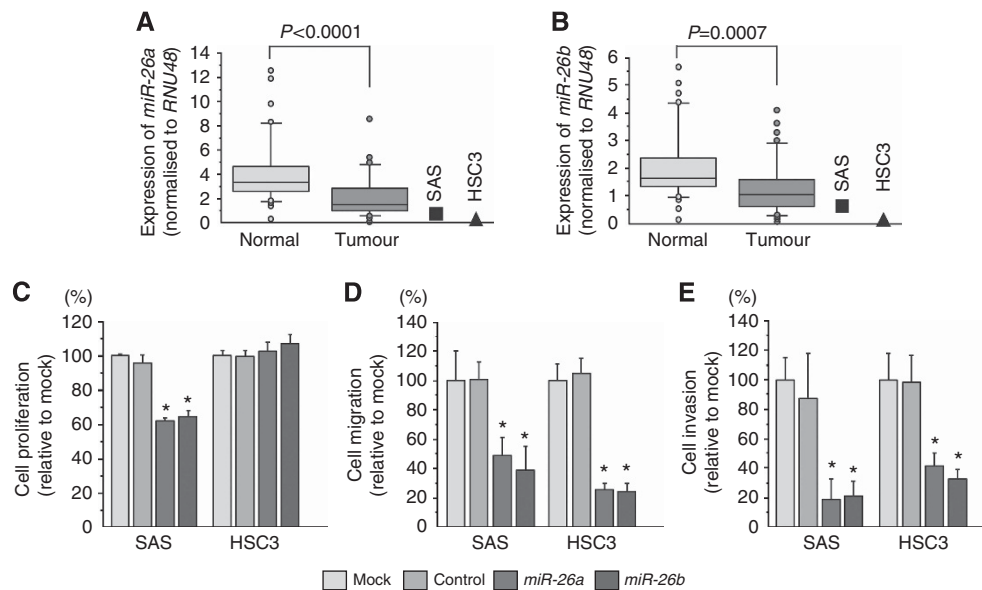 A
P<0.0001
Expression of miR-26a
(normalised to RNU48)
14
12
10
8
6
4
2
0
SAS
HSC3
Normal
Tumour
B
P=0.0007
Expression of miR-26b
(normalised to RNU48)
6
5
4
3
2
1
0
SAS
HSC3
Normal
Tumour
C
(%)
Cell proliferation
(relative to mock)
120
100
80
60
40
20
0
* *
SAS
HSC3
D
(%)
Cell migration
(relative to mock)
140
120
100
80
60
40
20
0
* *
* *
SAS
HSC3
E
(%)
Cell invasion
(relative to mock)
140
120
100
80
60
40
20
0
* *
* *
SAS
HSC3
Mock Control miR-26a miR-26b